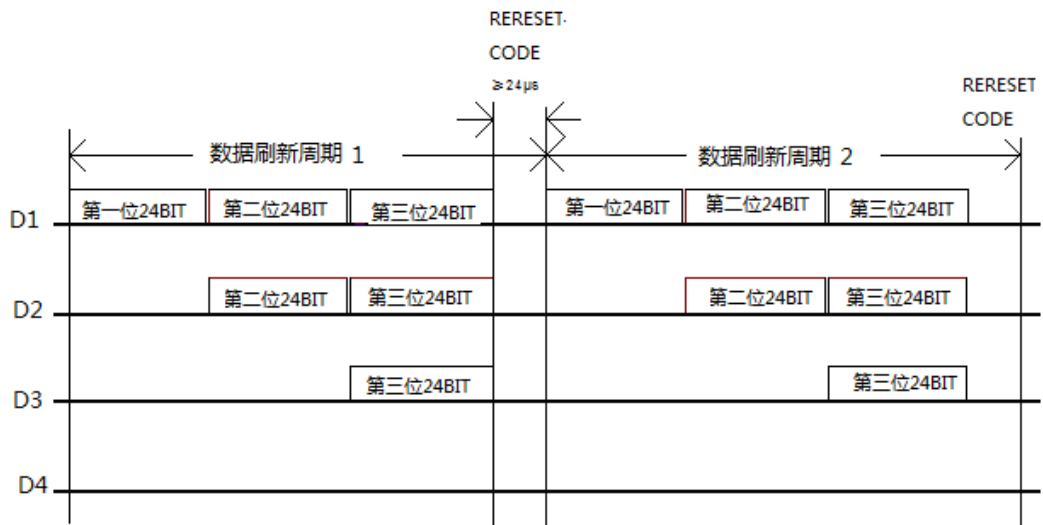 RERESET
CODE
≥24μs
RERESET
CODE
数据刷新周期 1
数据刷新周期 2
D1
第一位24BIT
第二位24BIT
第三位24BIT
第一位24BIT
第二位24BIT
第三位24BIT
D2
第二位24BIT
第三位24BIT
第二位24BIT
第三位24BIT
D3
第三位24BIT
第三位24BIT
D4